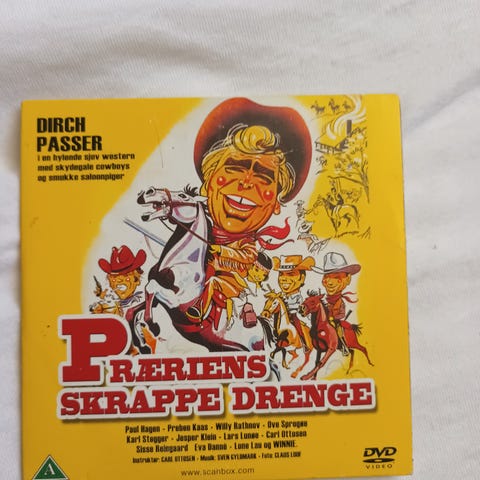 DIRCH
PASSER
i en hylende sjov western
med skydegale cowboys
og smukke saloonpiger
PRÆRIENS
SKRAPPE DRENGE
Paul Hagen - Preben Kaas - Willy Rathnov - Ove Sprogøe
Karl Stegger - Jesper Klein - Lars Lunøe - Carl Ottosen
Sisse Reingaard Eva Danné - Lone Lau og WINNIE.
Instruktør: CARL OTTOSEN - Musik: SVEN GYLDMARK - Foto: CLAUS LOOF
A
www.scanbox.com
DVD
VIDEO